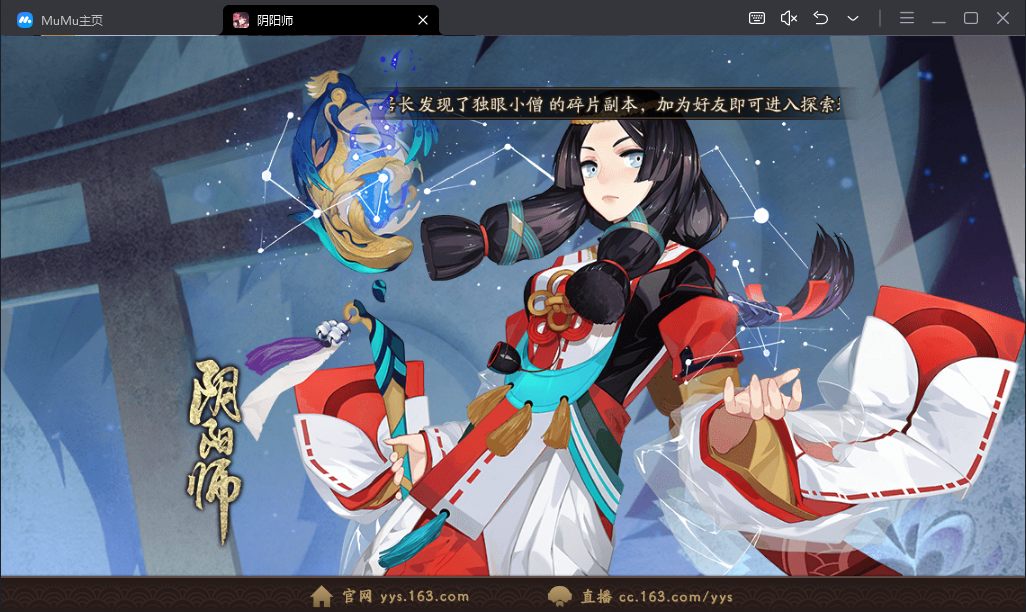 MuMu主页
阴阳师
长发现了独眼小僧 的碎片副本，加为好友即可进入探索
阴阳师
官网 yys.163.com
直播 cc.163.com/yys